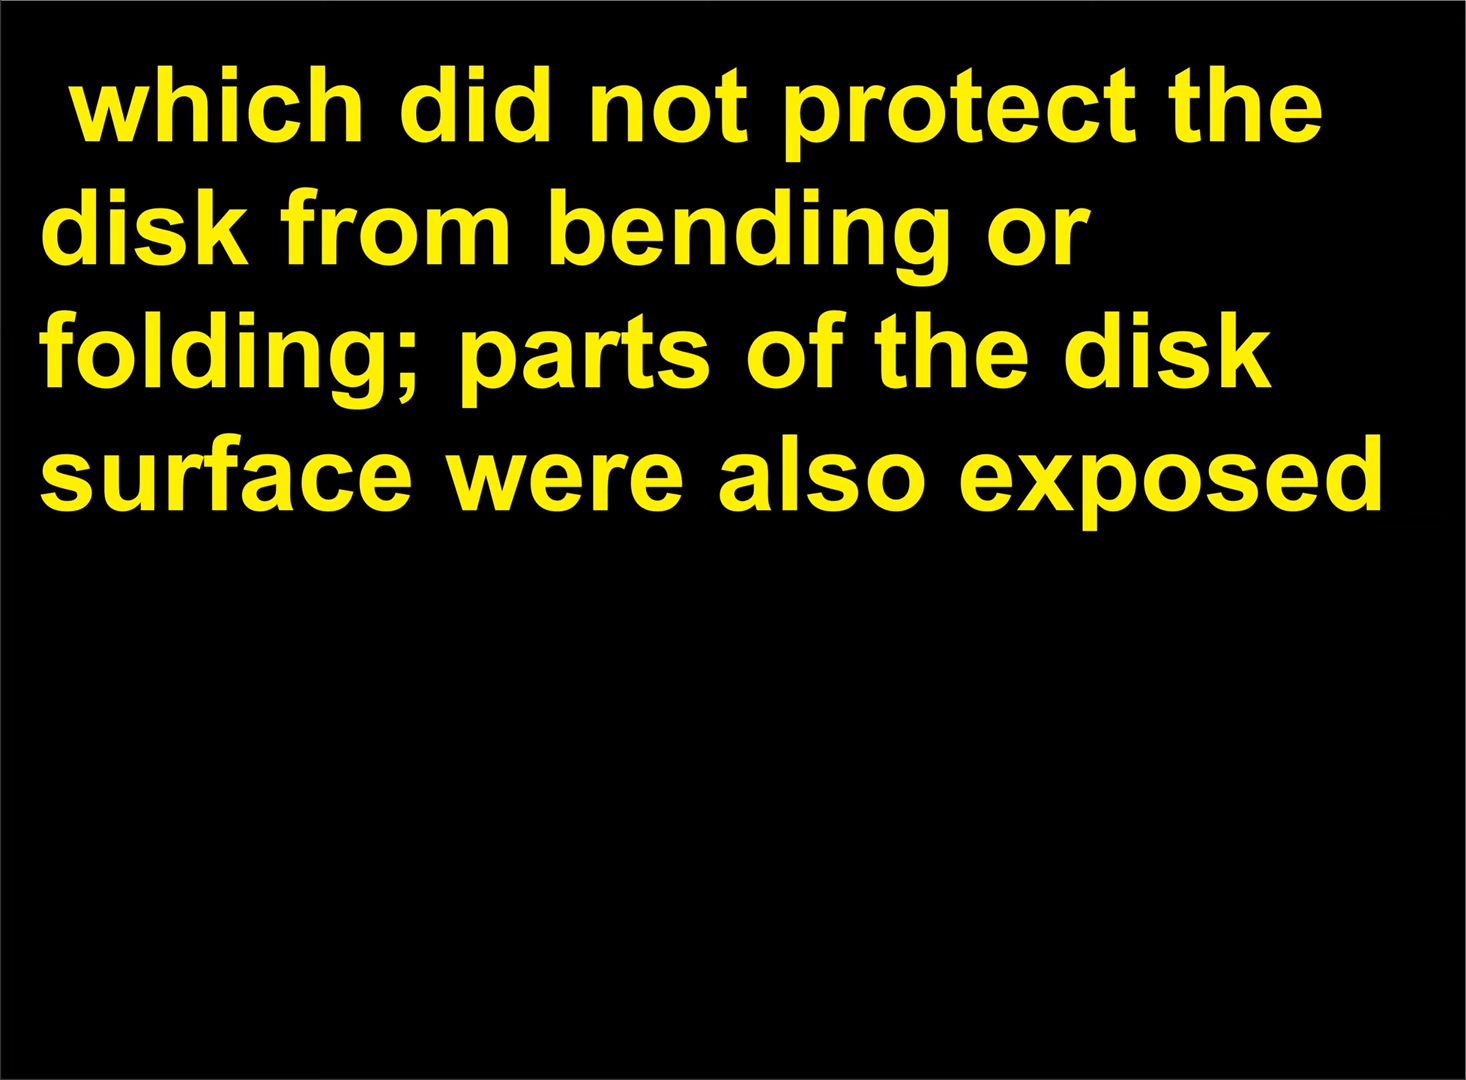 which did not protect the
disk from bending or
folding; parts of the disk
surface were also exposed